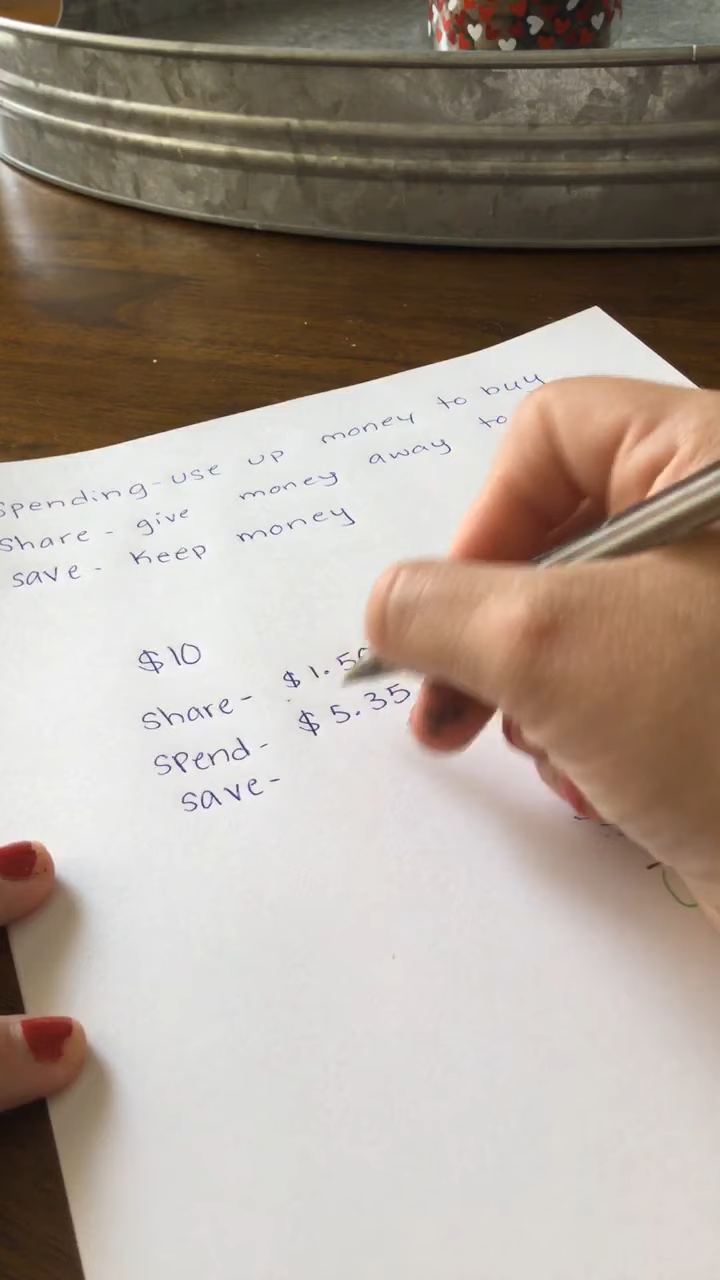 spending-use up money to buy
share - give money away to
save - keep money
$10
share - $1.50
spend - $5.35
save -